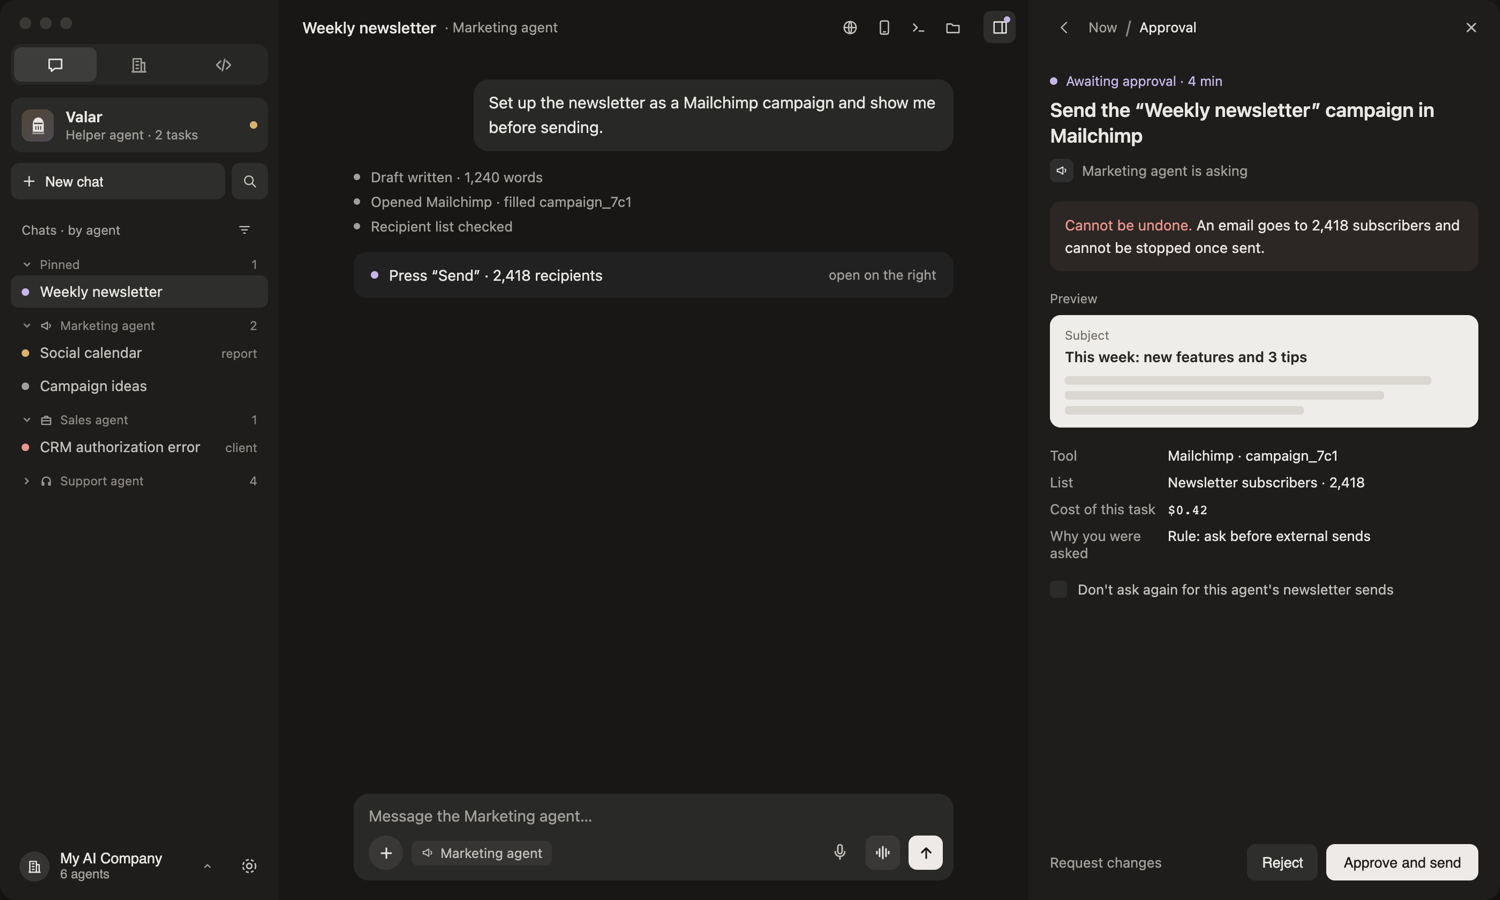 Valar
Helper agent · 2 tasks
New chat
Chats · by agent
Pinned 1
Weekly newsletter
Marketing agent 2
Social calendar report
Campaign ideas
Sales agent 1
CRM authorization error client
Support agent 4
My AI Company
6 agents
Weekly newsletter · Marketing agent
Set up the newsletter as a Mailchimp campaign and show me
before sending.
Draft written · 1,240 words
Opened Mailchimp · filled campaign_7c1
Recipient list checked
Press “Send” · 2,418 recipients open on the right
Message the Marketing agent...
Marketing agent
Now / Approval
Awaiting approval · 4 min
Send the “Weekly newsletter” campaign in
Mailchimp
Marketing agent is asking
Cannot be undone. An email goes to 2,418 subscribers and
cannot be stopped once sent.
Preview
Subject
This week: new features and 3 tips
Tool Mailchimp · campaign_7c1
List Newsletter subscribers · 2,418
Cost of this task $0.42
Why you were Rule: ask before external sends
asked
Don't ask again for this agent's newsletter sends
Request changes
Reject
Approve and send